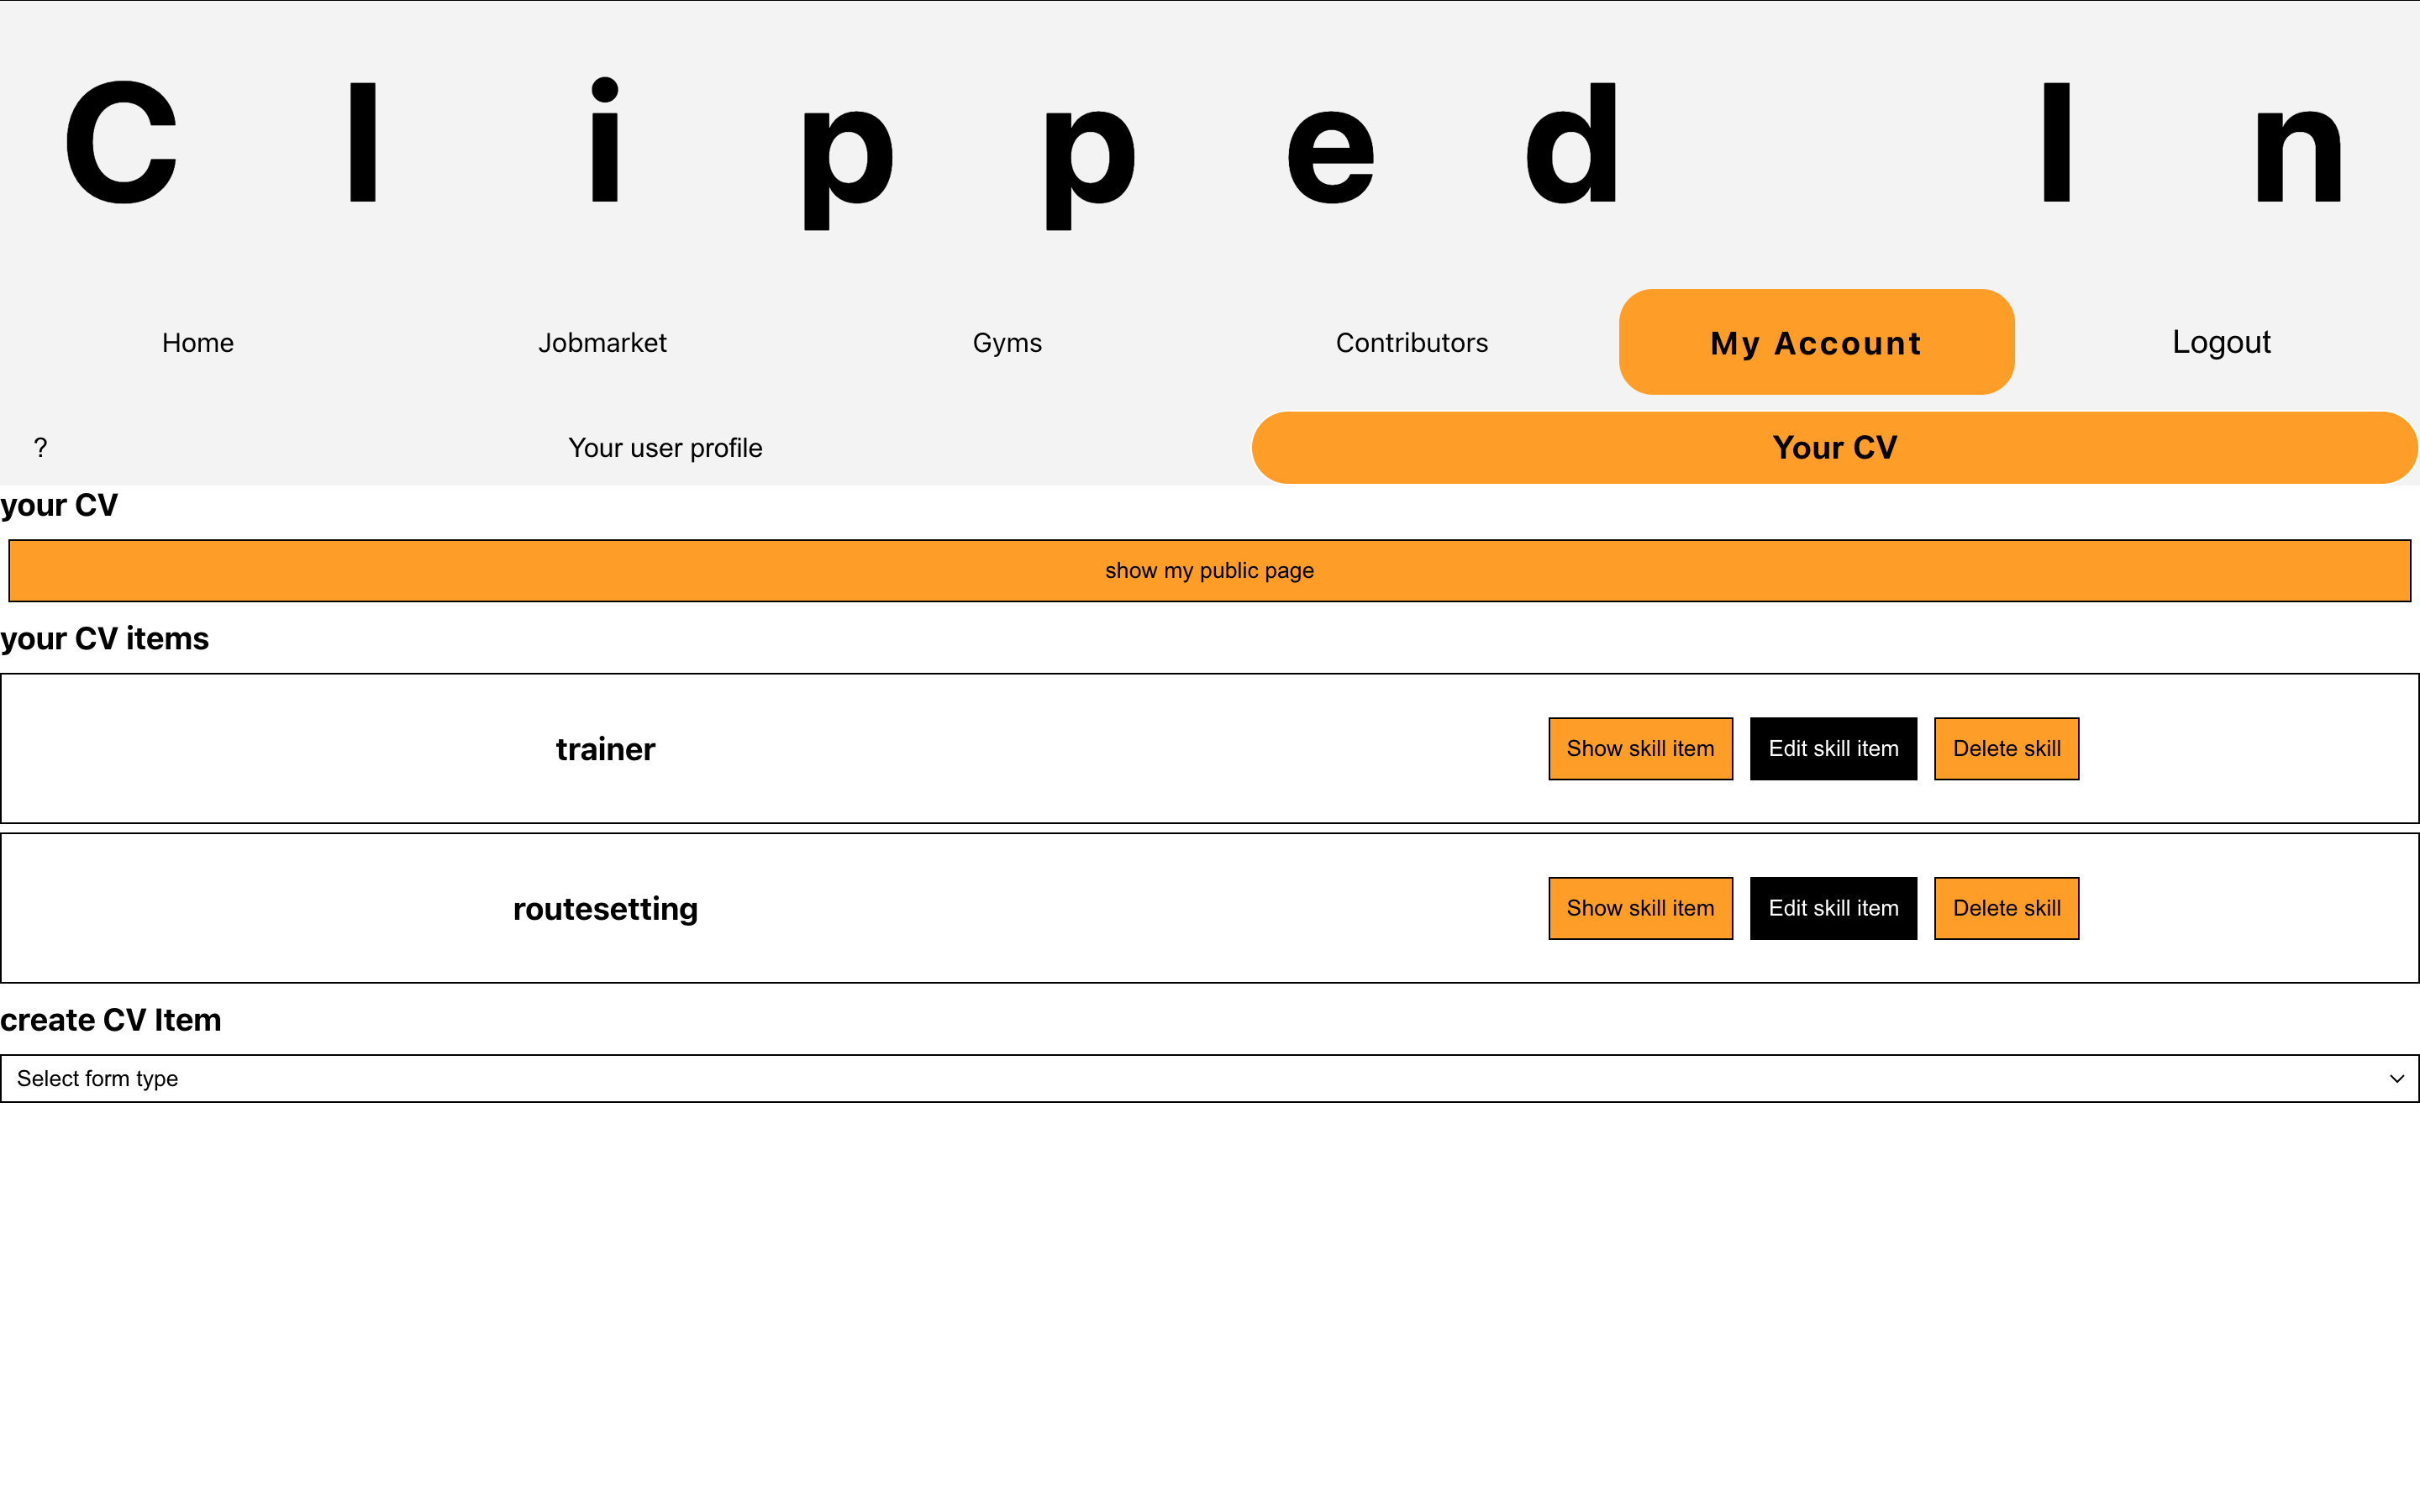 Clipped In
Home Jobmarket Gyms Contributors My Account Logout
? Your user profile Your CV
your CV
show my public page
your CV items
trainer Show skill item Edit skill item Delete skill
routesetting Show skill item Edit skill item Delete skill
create CV Item
Select form type